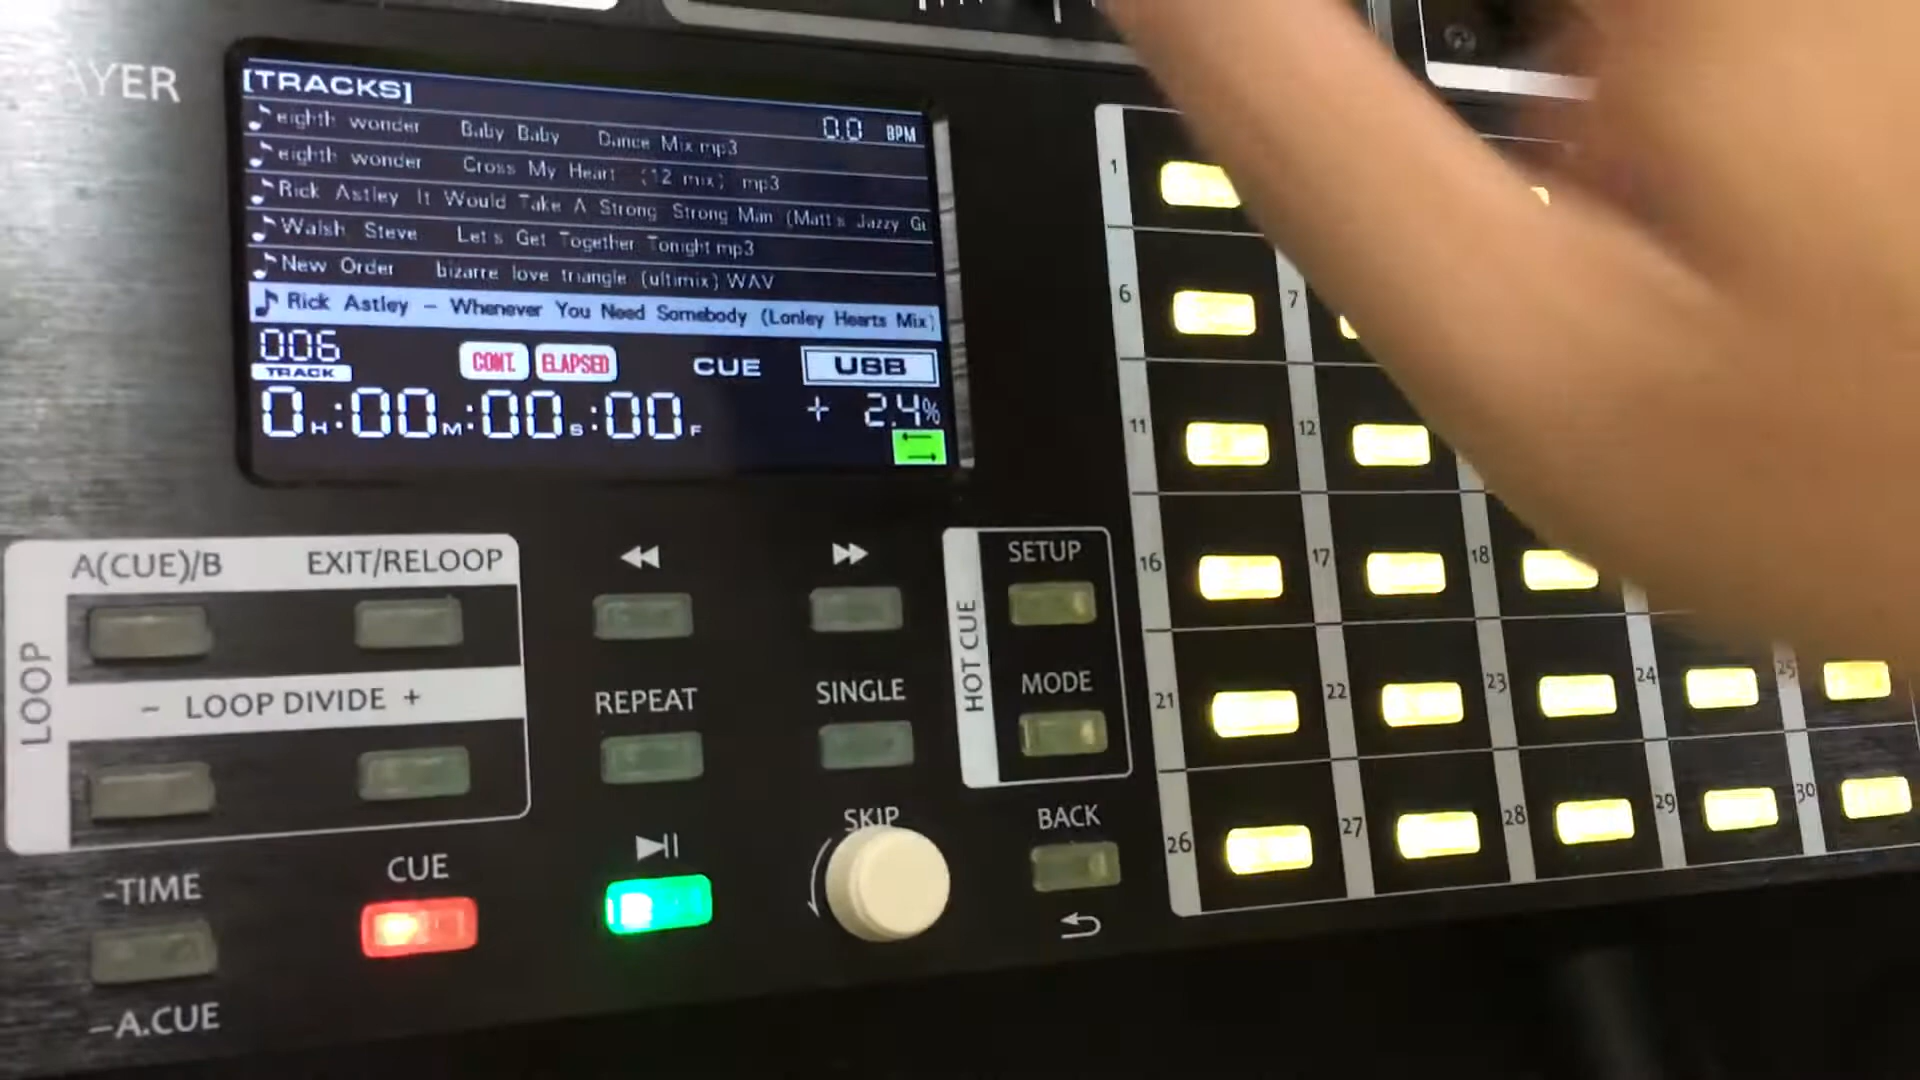 AYER
[TRACKS]
0.0 BPM
eighth wonder Baby Baby Dance Mix mp3
eighth wonder Cross My Heart (12 mix) mp3
Rick Astley It Would Take A Strong Strong Man (Matt s Jazzy Gu
Walsh Steve Let s Get Together Tonight mp3
New Order bizarre love triangle (ultimix) WAV
Rick Astley - Whenever You Need Somebody (Lonley Hearts Mix)
006
TRACK
CONT. ELAPSED CUE USB
0H:00M:00S:00F + 2.4%
A(CUE)/B EXIT/RELOOP
LOOP
- LOOP DIVIDE +
REPEAT SINGLE
HOT CUE
SETUP
MODE
SKIP
BACK
-TIME
CUE
-A.CUE
1
6 7
11 12
16 17 18
21 22 23 24 25
26 27 28 29 30